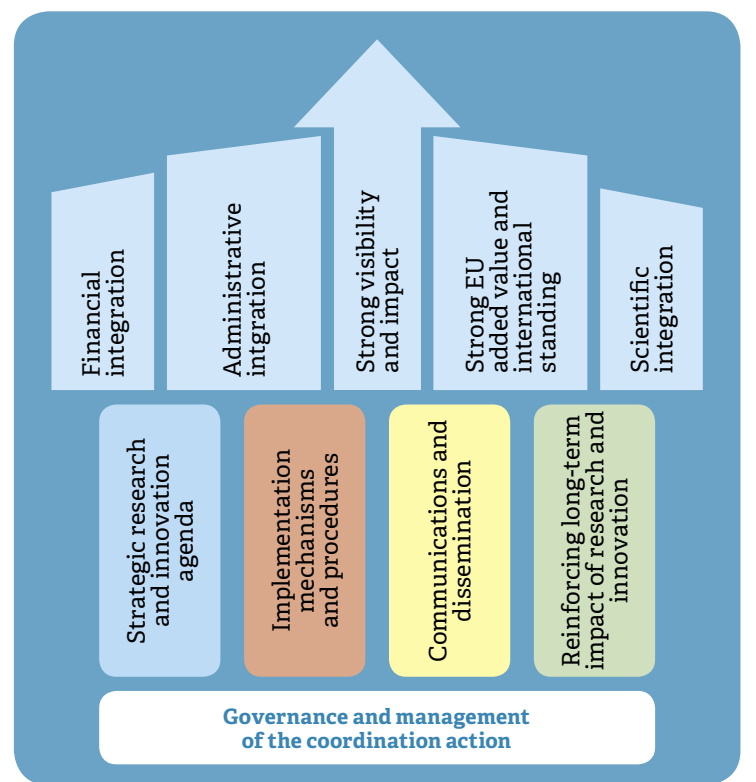 Financial
integration
Administrative
intgration
Strong visibility
and impact
Strong EU
added value and
international
standing
Scientific
integration
Strategic research
and innovation
agenda
Implementation
mechanisms
and procedures
Communications and
dissemination
Reinforcing long-term
impact of research and
innovation
Governance and management
of the coordination action